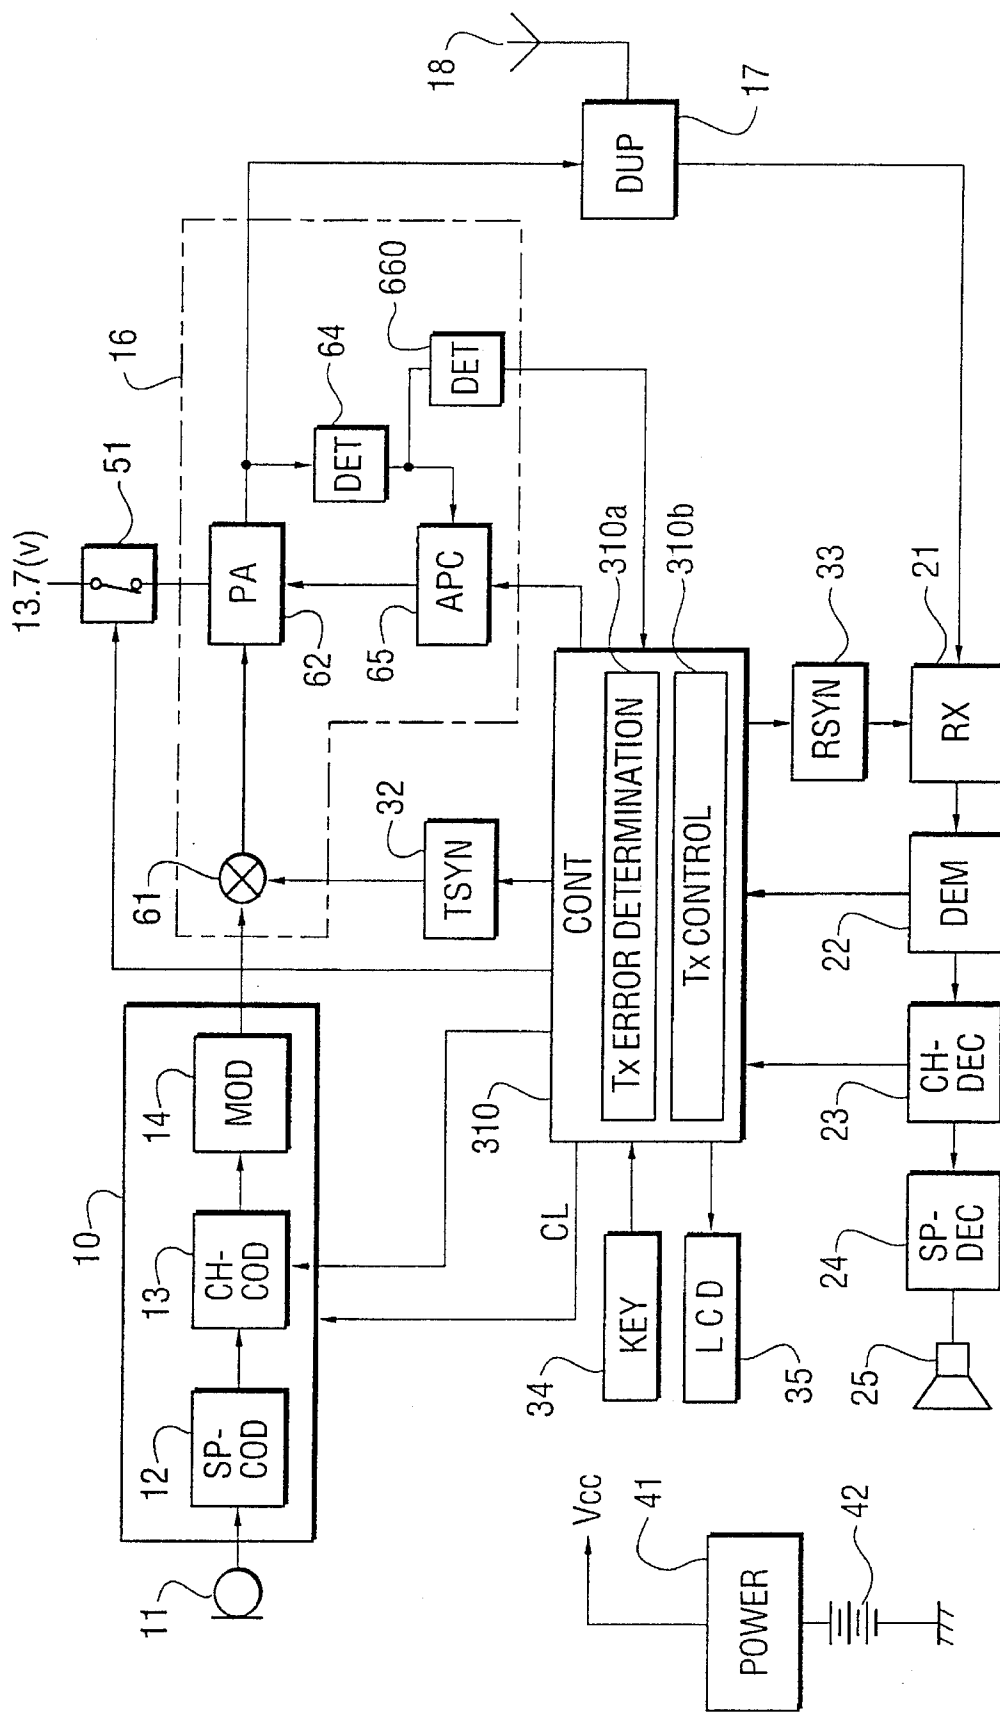 13.7(v)
51
16
18
10
14
MOD
13
CH-
COD
12
SP-
COD
11
61
62
PA
64
DET
660
DET
65
APC
DUP
17
32
TSYN
CL
310
CONT
Tx ERROR DETERMINATION
310a
Tx CONTROL
310b
34
KEY
35
LCD
33
RSYN
21
RX
22
DEM
23
CH-
DEC
24
SP-
DEC
25
Vcc
41
POWER
42